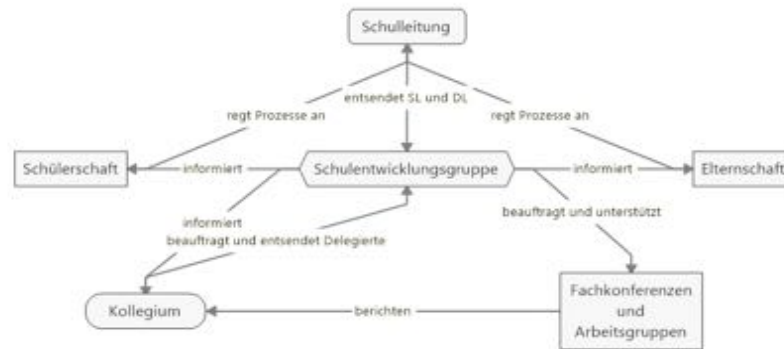 Schulleitung
entsendet SL und DL
regt Prozesse an
regt Prozesse an
Schülerschaft
informiert
Schulentwicklungsgruppe
informiert
Elternschaft
informiert
beauftragt und unterstützt
beauftragt und entsendet Delegierte
Kollegium
berichten
Fachkonferenzen
und
Arbeitsgruppen